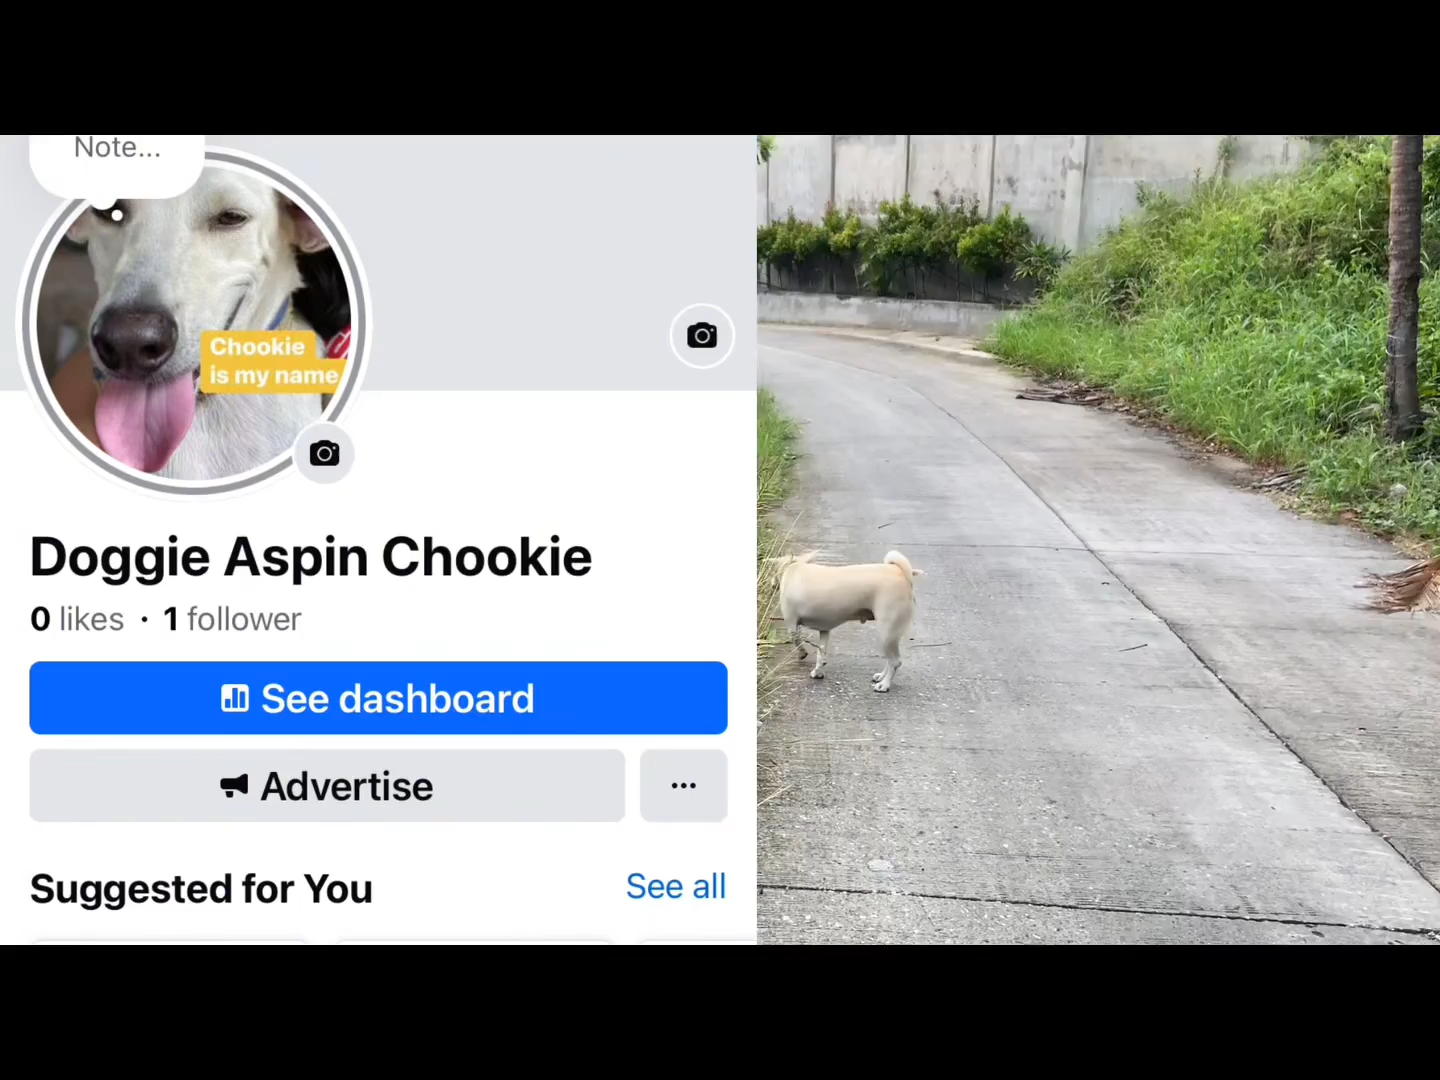 Note...
Chookie
is my name
Doggie Aspin Chookie
0 likes · 1 follower
See dashboard
Advertise
Suggested for You
See all